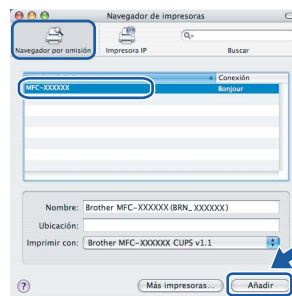 Navegador de impresoras
Navegador por omisión
Impresora IP
Buscar
Conexión
MFC-XXXXXX
Bonjour
Nombre:
Brother MFC-XXXXXX (BRN_XXXXXX)
Ubicación:
Imprimir con:
Brother MFC-XXXXXX CUPS v1.1
?
Más impresoras...
Añadir